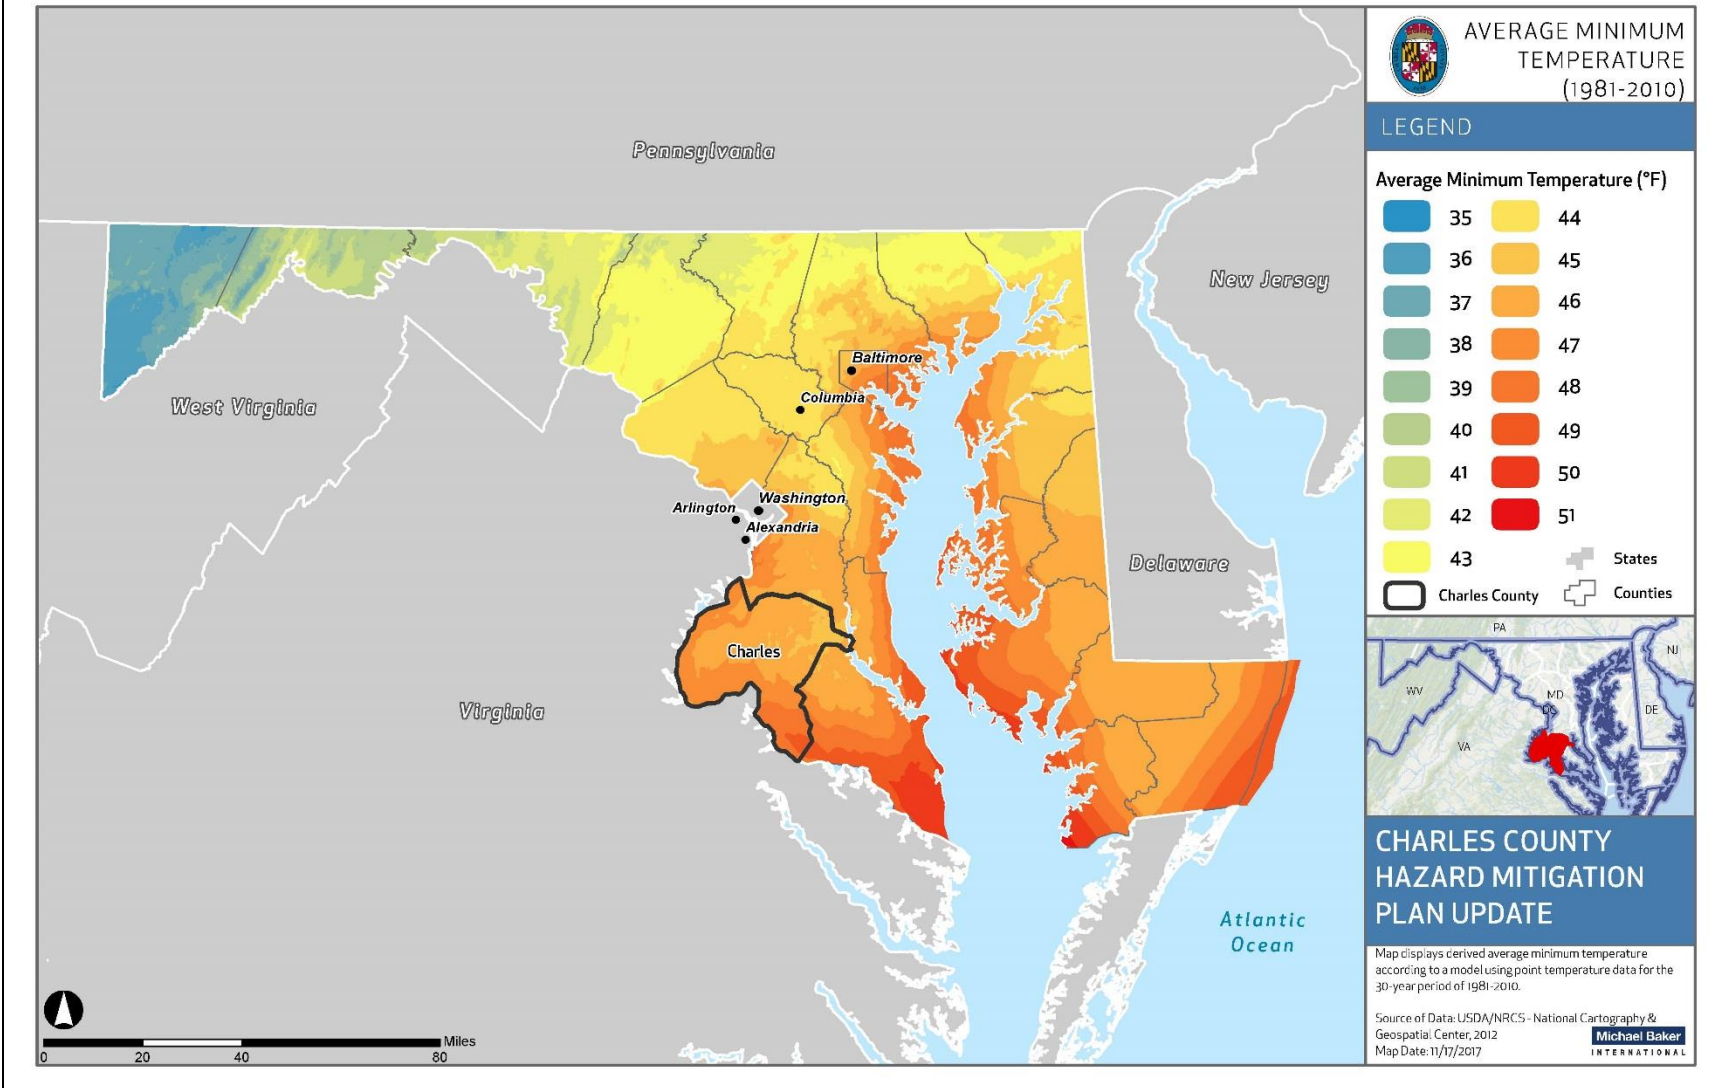 AVERAGE MINIMUM
TEMPERATURE
(1981-2010)
LEGEND
Average Minimum Temperature (°F)
35 44
36 45
37 46
38 47
39 48
40 49
41 50
42 51
43 States
Charles County Counties
Pennsylvania
New Jersey
West Virginia
Baltimore
Columbia
Washington
Arlington
Alexandria
Delaware
Charles
Virginia
Atlantic
Ocean
Miles
0 20 40 80
PA
NJ
WV
MD
DC
DE
VA
CHARLES COUNTY
HAZARD MITIGATION
PLAN UPDATE
Map displays derived average minimum temperature
according to a model using point temperature data for the
30-year period of 1981-2010.
Source of Data: USDA/NRCS - National Cartography &
Geospatial Center, 2012
Map Date: 11/17/2017
Michael Baker
INTERNATIONAL